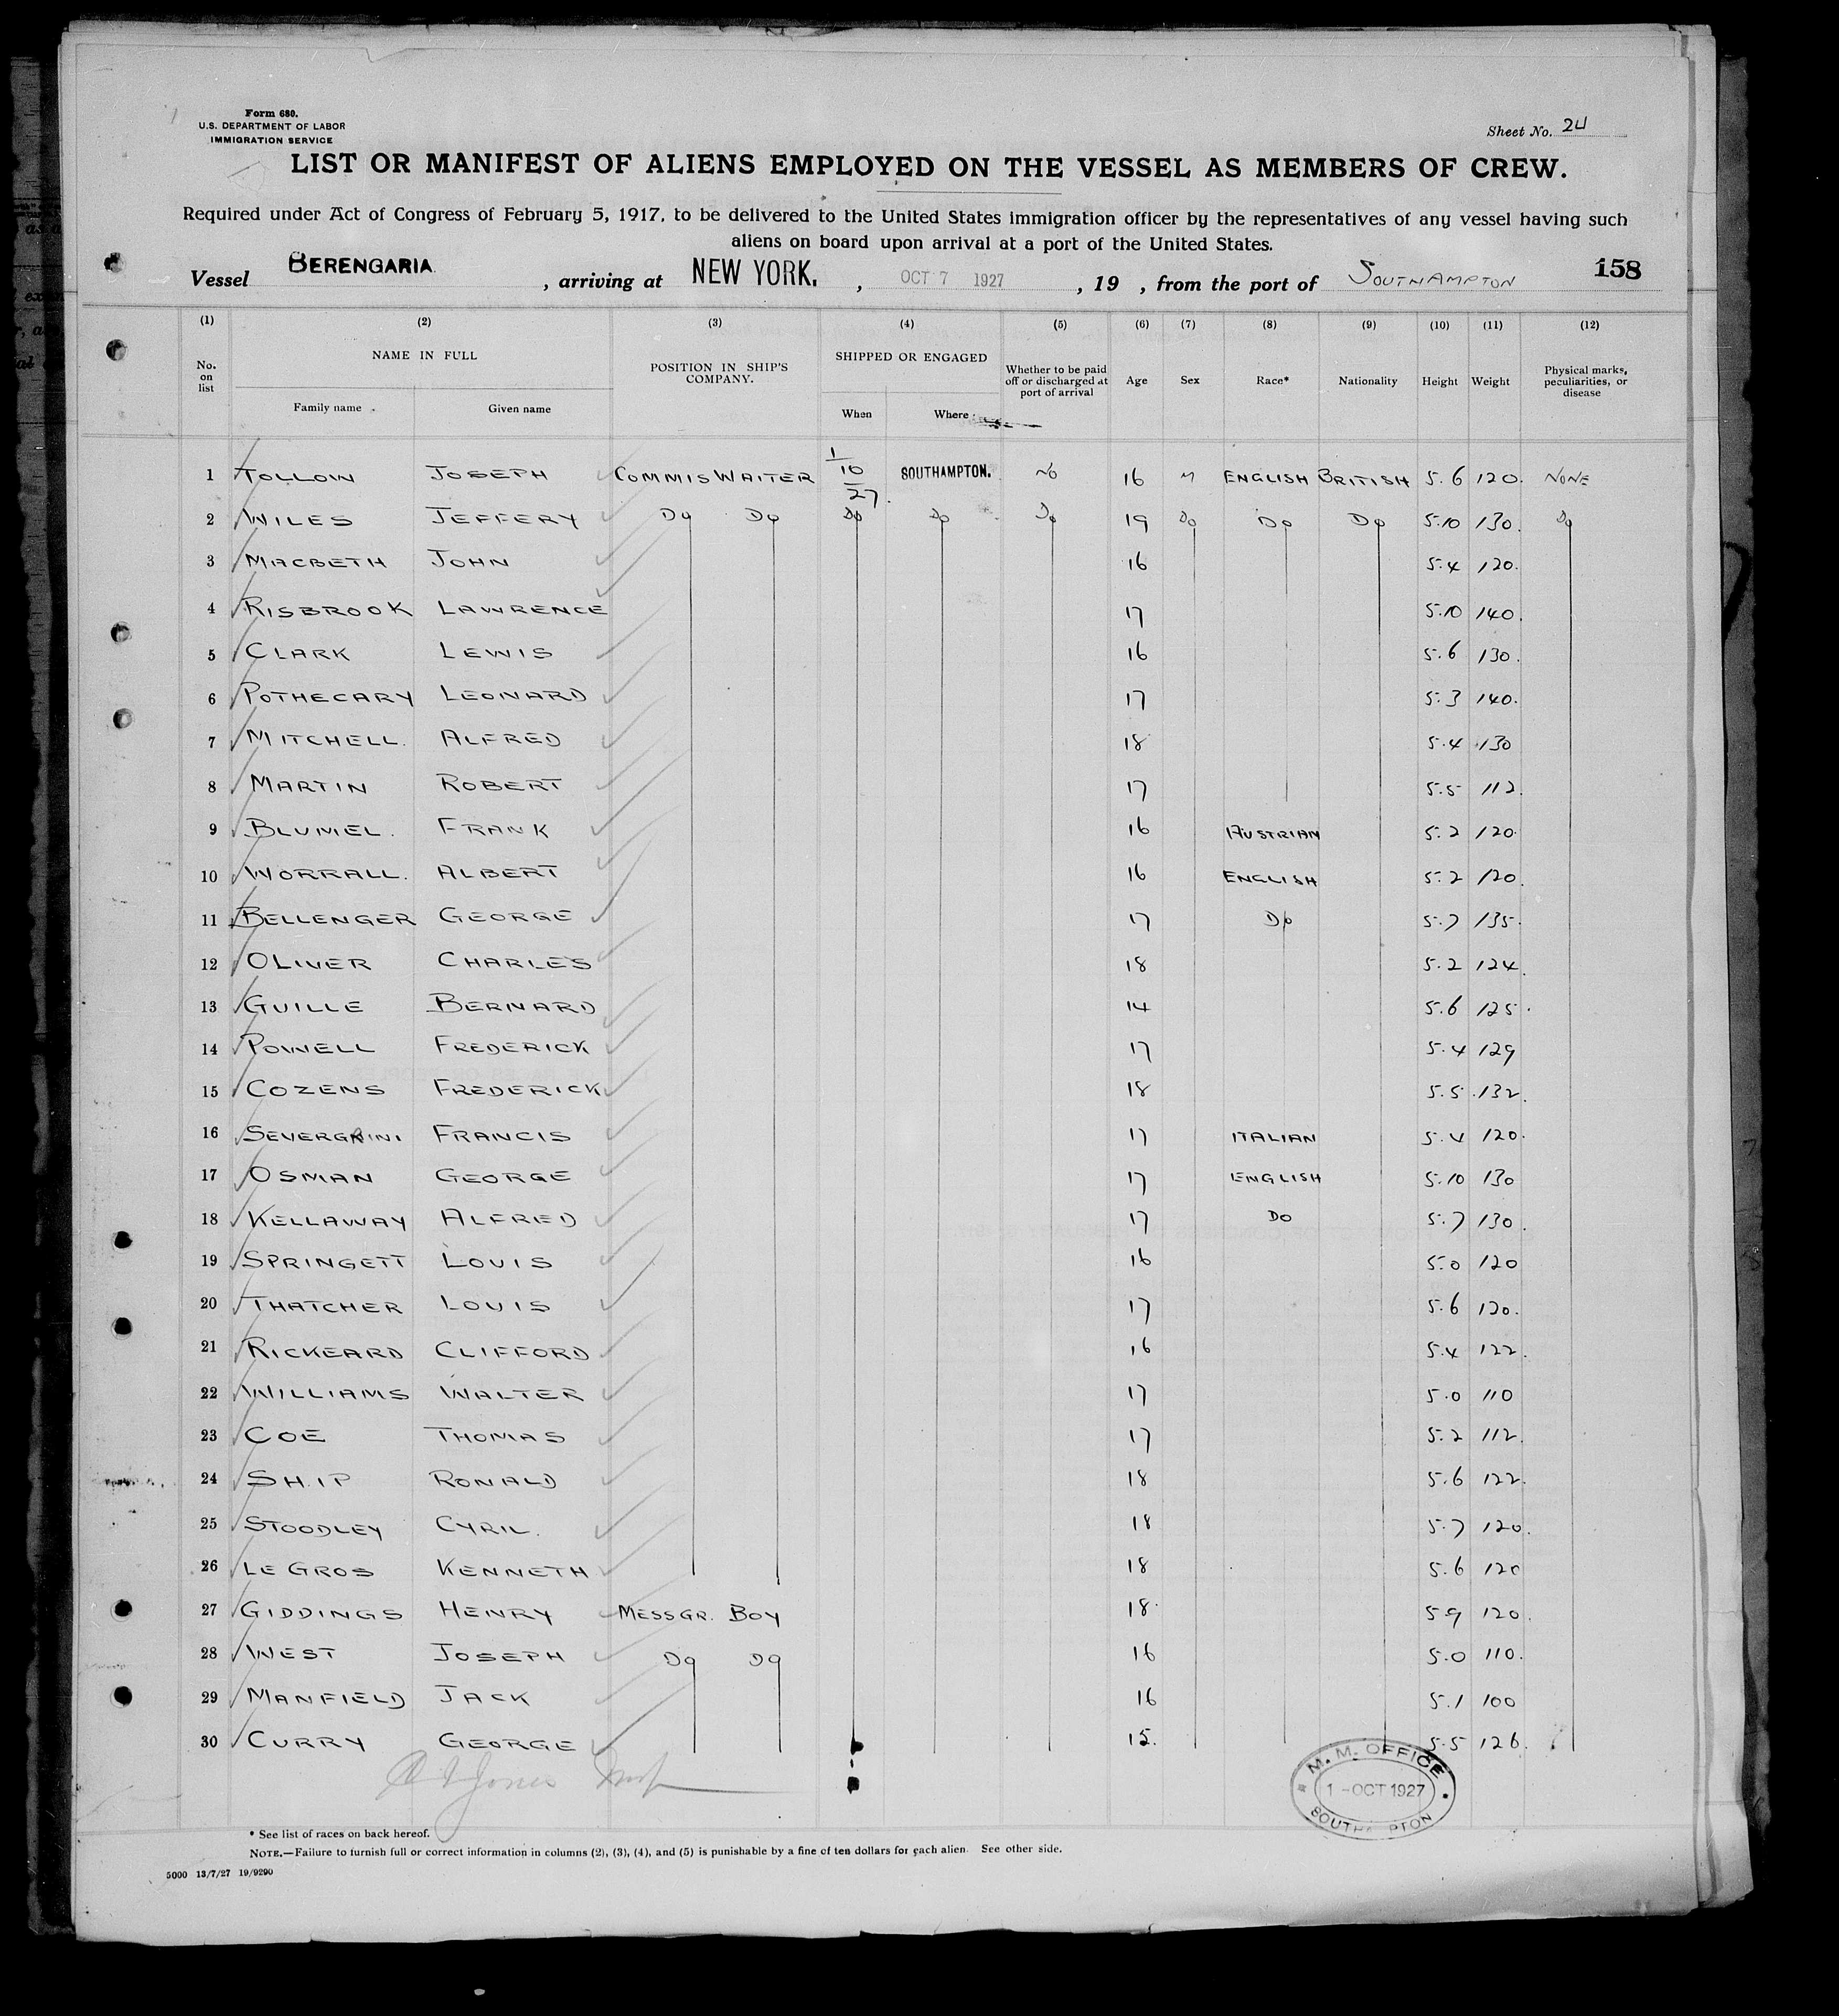 Form 680.
U.S. DEPARTMENT OF LABOR
IMMIGRATION SERVICE
Sheet No. 24
LIST OR MANIFEST OF ALIENS EMPLOYED ON THE VESSEL AS MEMBERS OF CREW.
Required under Act of Congress of February 5, 1917, to be delivered to the United States immigration officer by the representatives of any vessel having such
aliens on board upon arrival at a port of the United States.
Vessel BERENGARIA, arriving at NEW YORK., OCT 7 1927, 19 , from the port of SOUTHAMPTON 158
(1) (2) (3) (4) (5) (6) (7) (8) (9) (10) (11) (12)
No. on list NAME IN FULL POSITION IN SHIP'S COMPANY. SHIPPED OR ENGAGED Whether to be paid off or discharged at port of arrival Age Sex Race* Nationality Height Weight Physical marks, peculiarities, or disease
Family name Given name When Where
1 TOLLOW JOSEPH COMMIS WAITER 1/10/27. SOUTHAMPTON. NO 16 M ENGLISH BRITISH 5.6 120. NONE
2 WILES JEFFERY DO DO DO DO DO 19 DO DO DO 5.10 130. DO
3 MACBETH JOHN 16 5.4 120.
4 RISBROOK LAWRENCE 17 5.10 140.
5 CLARK LEWIS 16 5.6 130.
6 POTHECARY LEONARD 17 5.3 140.
7 MITCHELL. ALFRED 18 5.4 130
8 MARTIN ROBERT 17 5.5 112.
9 BLUMEL. FRANK 16 AUSTRIAN 5.2 120.
10 WORRALL. ALBERT 16 ENGLISH 5.2 120.
11 BELLENGER GEORGE 17 DO 5.7 135.
12 OLIVER CHARLES 18 5.2 124.
13 GUILLE BERNARD 14 5.6 125.
14 POWELL FREDERICK 17 5.4 129
15 COZENS FREDERICK 18 5.5 132.
16 FRANCIS 17 ITALIAN 5.4 120.
17 OSMAN GEORGE 17 ENGLISH 5.10 130
18 KELLAWAY ALFRED 17 DO 5.7 130.
19 SPRINGETT LOUIS 16 5.0 120
20 THATCHER LOUIS 17 5.6 120.
21 RICKEARD CLIFFORD 16 5.4 122.
22 WILLIAMS WALTER 17 5.0 110
23 COE THOMAS 17 5.2 112.
24 SHIP RONALD 18 5.6 122.
25 STOODLEY CYRIL. 18 5.7 120.
26 LE GROS KENNETH 18 5.6 120
27 GIDDINGS HENRY MESSGR. BOY 18 5 9 120.
28 WEST JOSEPH DO DO 16 5.0 110.
29 MANFIELD JACK 16 5.1 100
30 CURRY GEORGE 15. 5.5 126.
Jones
M. M. OFFICE
1 - OCT 1927
* See list of races on back hereof.
NOTE.—Failure to furnish full or correct information in columns (2), (3), (4), and (5) is punishable by a fine of ten dollars for each alien. See other side.
5000 13/7/27 19/9290